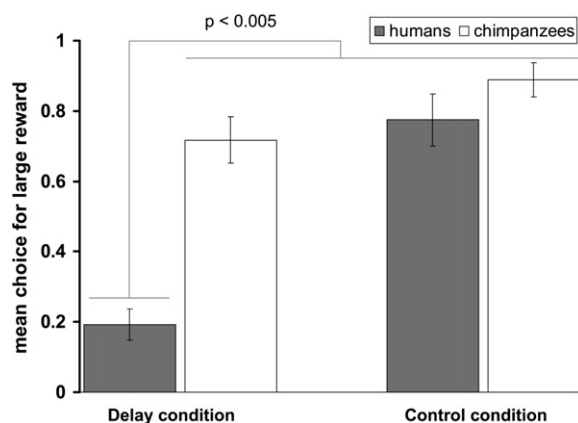 p < 0.005
humans chimpanzees
mean choice for large reward
1
0.8
0.6
0.4
0.2
0
Delay condition Control condition